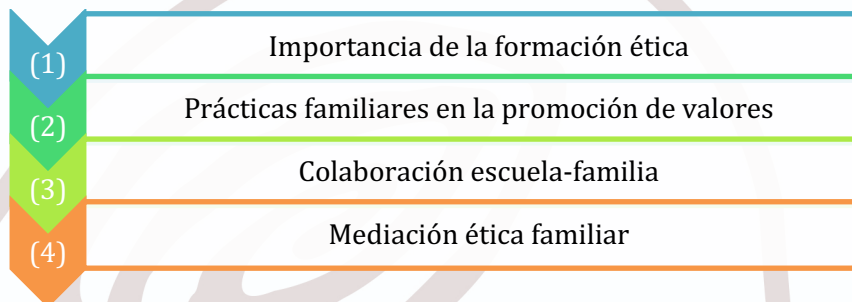 (1) Importancia de la formación ética
(2) Prácticas familiares en la promoción de valores
(3) Colaboración escuela-familia
(4) Mediación ética familiar